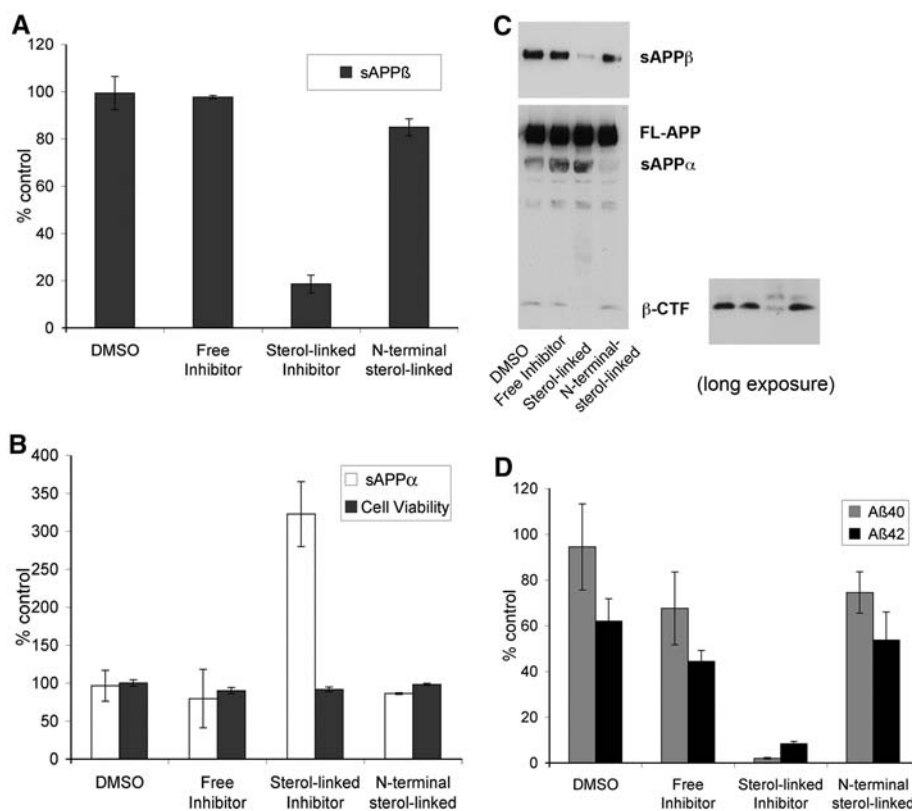 A
120
100
80
60
40
20
0
% control
sAPPß
DMSO
Free Inhibitor
Sterol-linked Inhibitor
N-terminal sterol-linked
B
400
350
300
250
200
150
100
50
0
% control
sAPPα
Cell Viability
DMSO
Free Inhibitor
Sterol-linked Inhibitor
N-terminal sterol-linked
C
sAPPβ
FL-APP
sAPPα
β-CTF
DMSO
Free Inhibitor
Sterol-linked
N-terminal-
sterol-linked
(long exposure)
D
120
100
80
60
40
20
0
% control
Aß40
Aß42
DMSO
Free Inhibitor
Sterol-linked Inhibitor
N-terminal sterol-linked